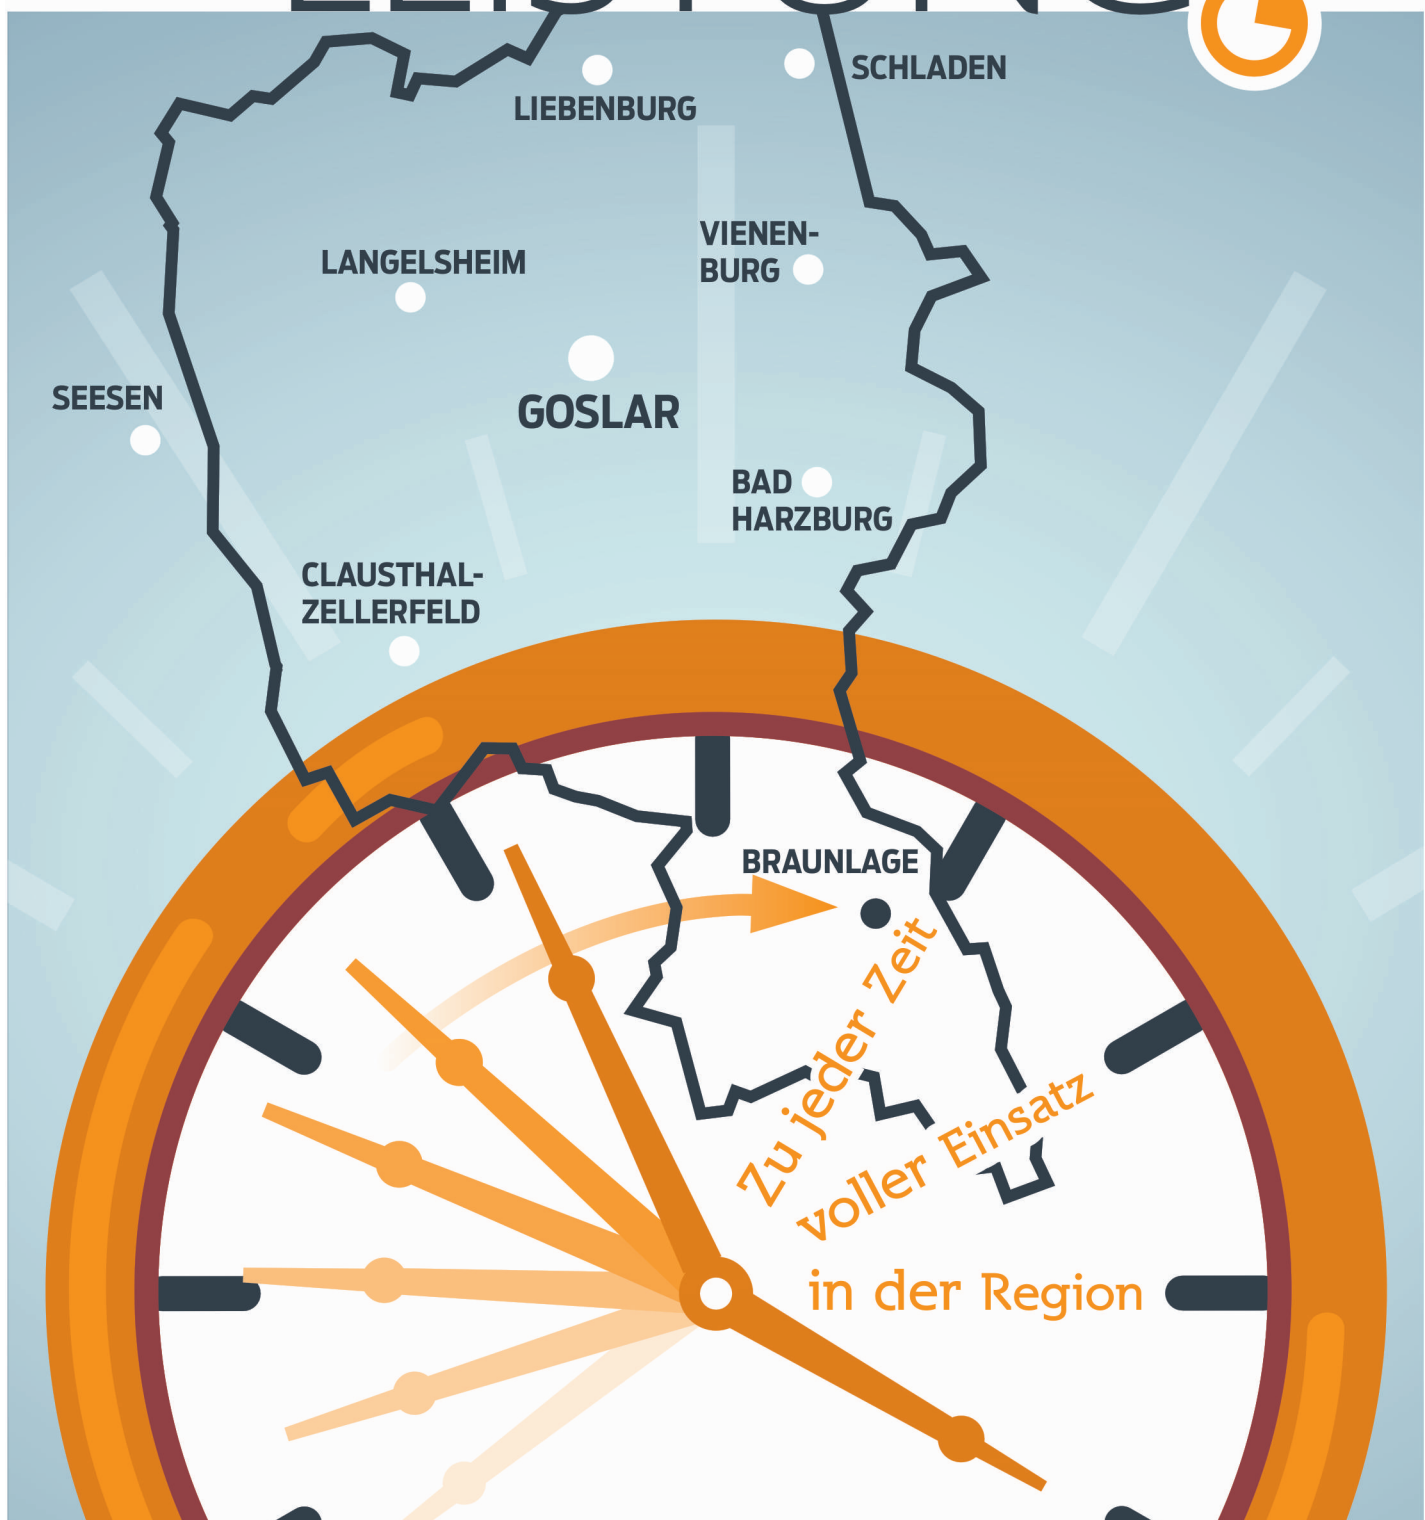 LEISTUNG
SCHLADEN
LIEBENBURG
VIENEN-
BURG
LANGELSHEIM
SEESEN
GOSLAR
BAD
HARZBURG
CLAUSTHAL-
ZELLERFELD
BRAUNLAGE
Zu jeder Zeit
voller Einsatz
in der Region